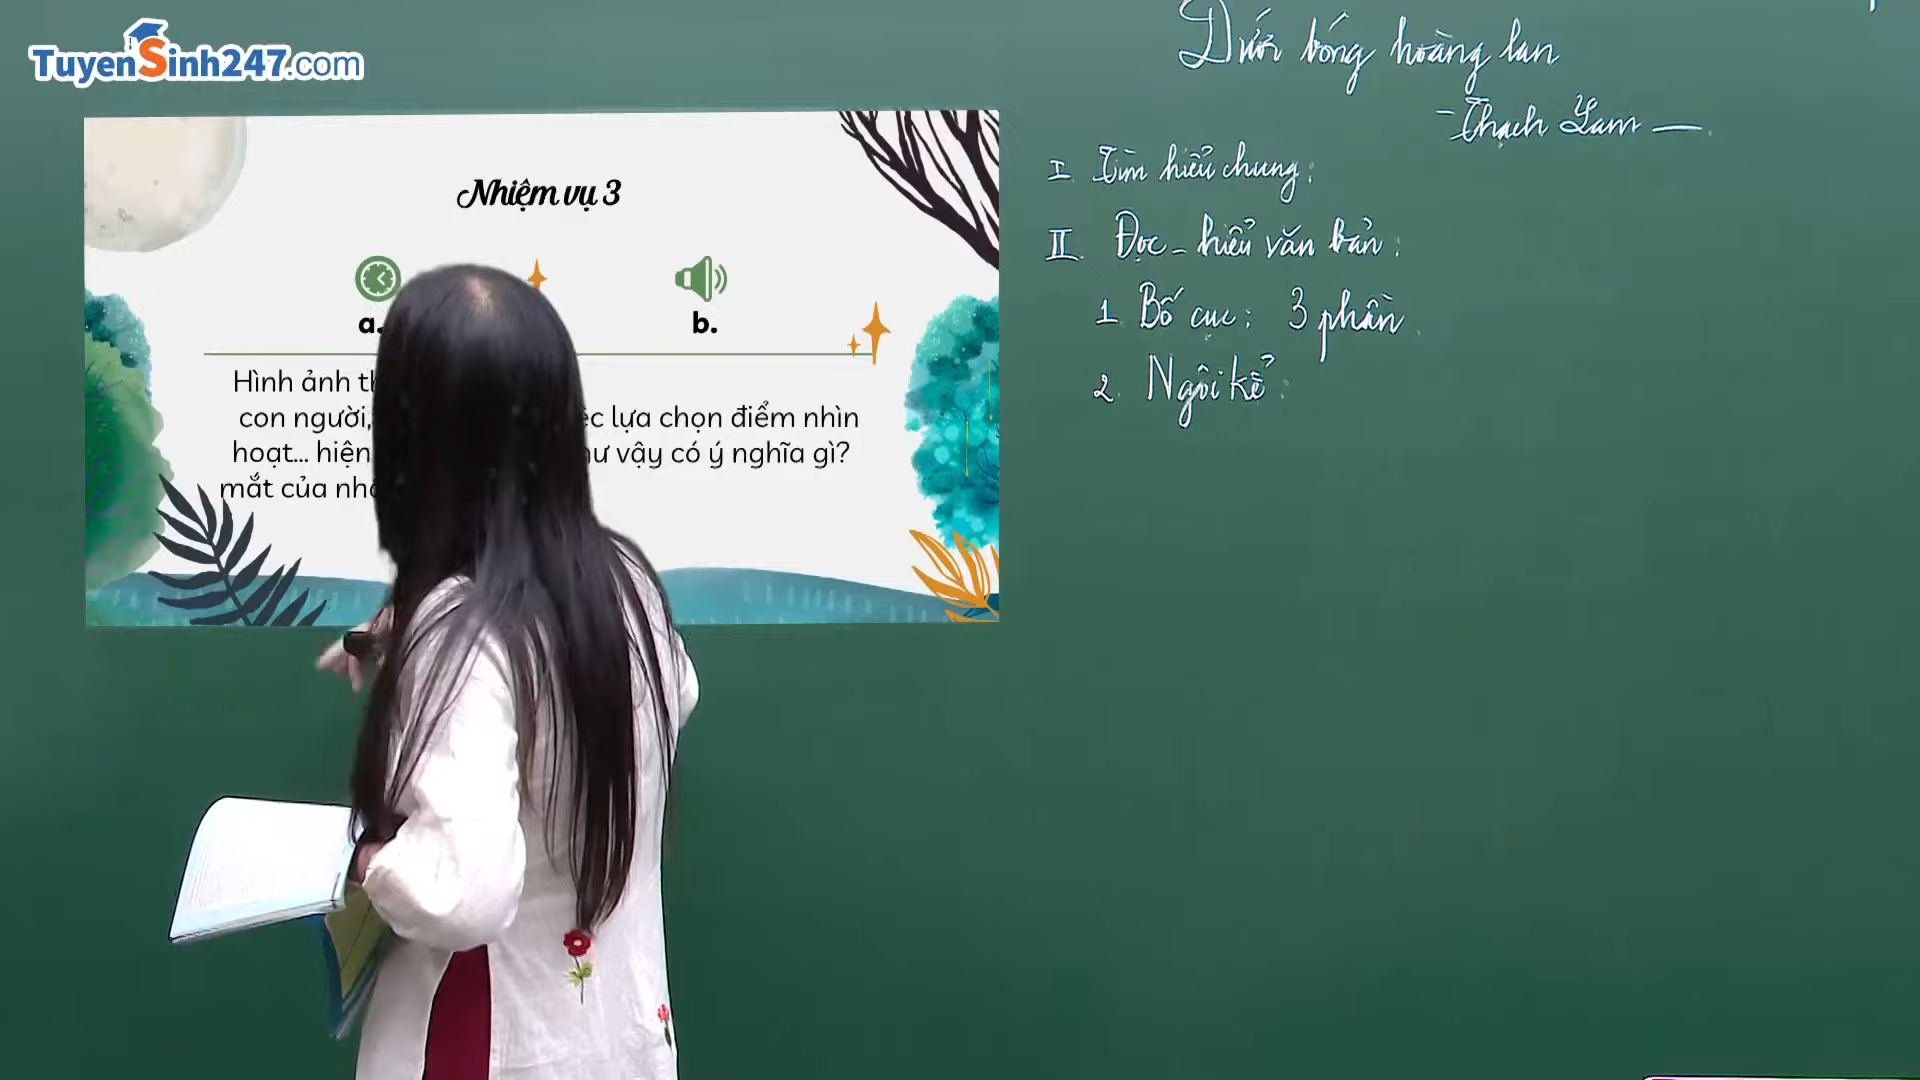 TuyenSinh247.com
Nhiệm vụ 3
a.
b.
Hình ảnh
con người, lựa chọn điểm nhìn
hoạt... hiện vậy có ý nghĩa gì?
mắt của
Dưới bóng hoàng lan
- Thạch Lam -
I. Tìm hiểu chung:
II. Đọc - hiểu văn bản:
1. Bố cục: 3 phần
2. Ngôi kể: